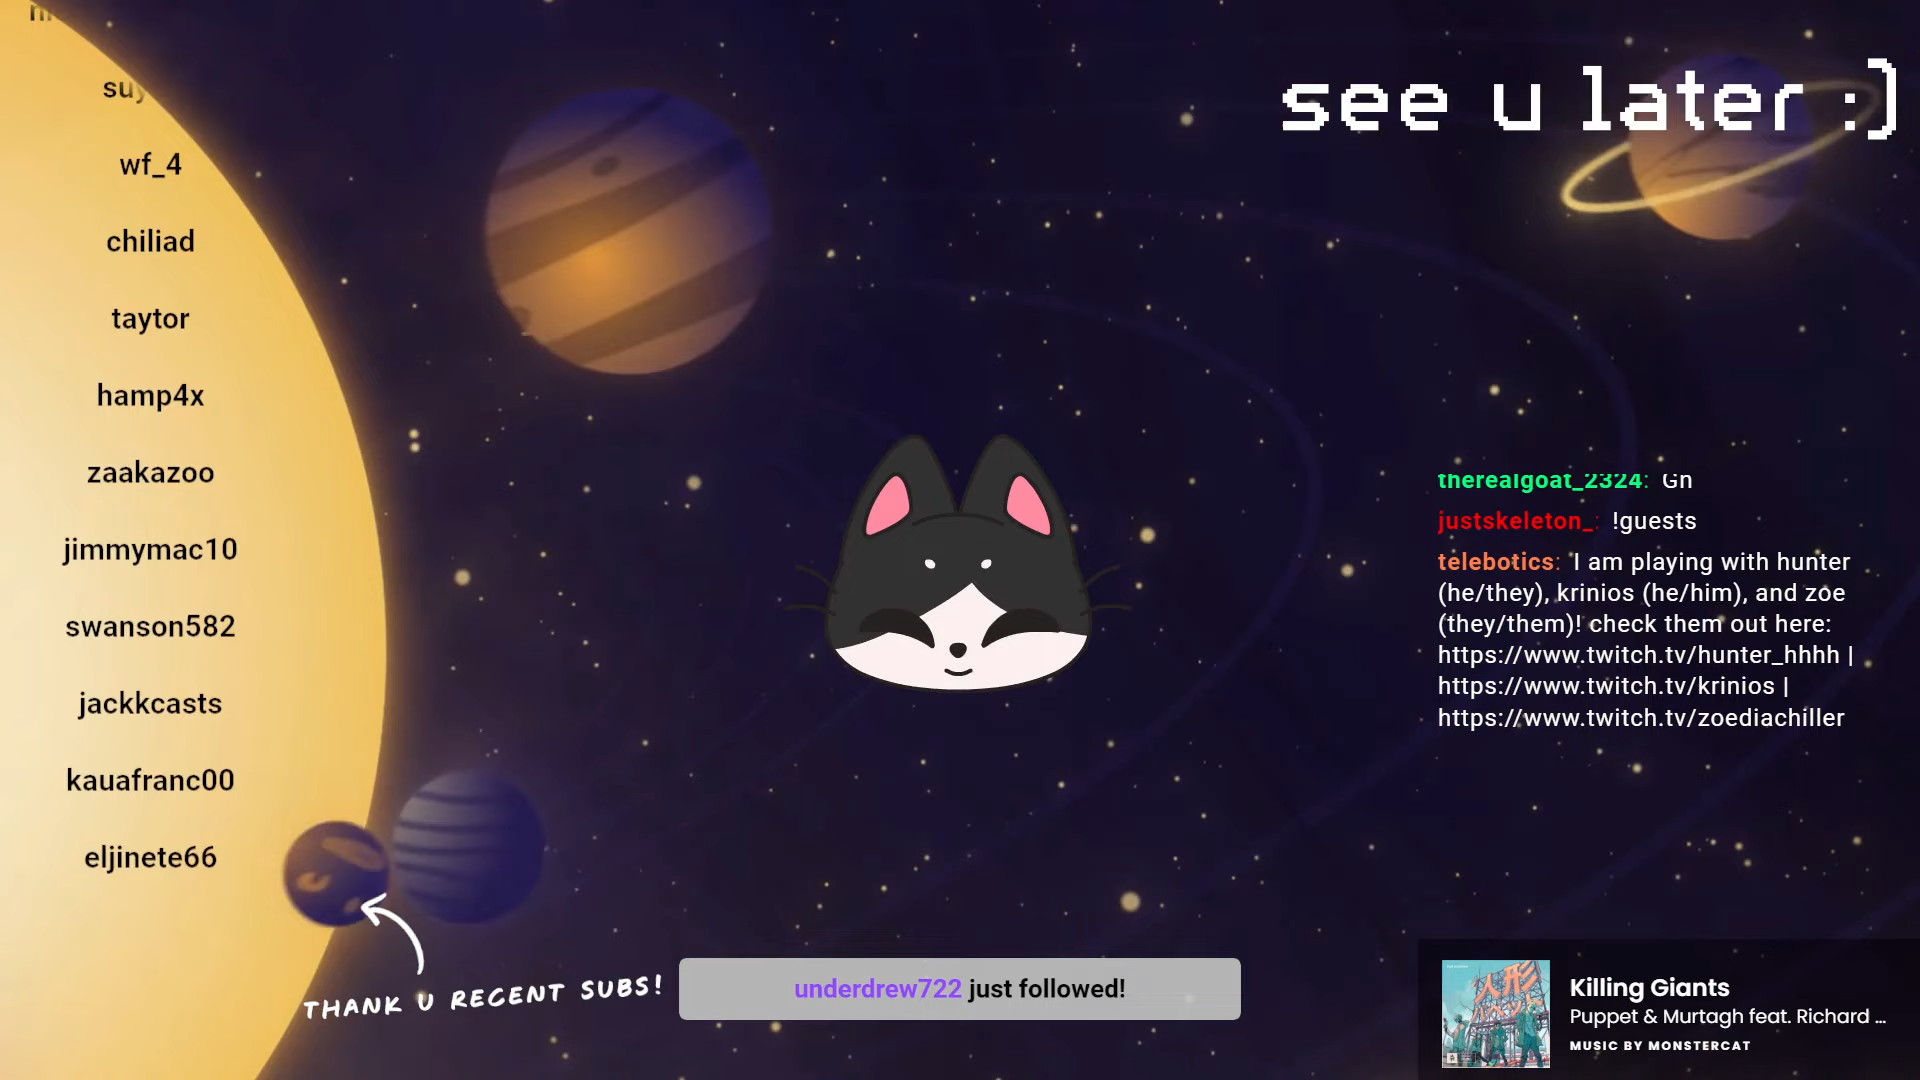 see u later :)
wf_4
chiliad
taytor
hamp4x
zaakazoo
jimmymac10
swanson582
jackkcasts
kauafranc00
eljinete66
THANK U RECENT SUBS!
underdrew722 just followed!
therealgoat_2324: Gn
justskeleton_: !guests
telebotics: I am playing with hunter
(he/they), krinios (he/him), and zoe
(they/them)! check them out here:
https://www.twitch.tv/hunter_hhhh |
https://www.twitch.tv/krinios |
https://www.twitch.tv/zoediachiller
Killing Giants
Puppet & Murtagh feat. Richard ...
MUSIC BY MONSTERCAT